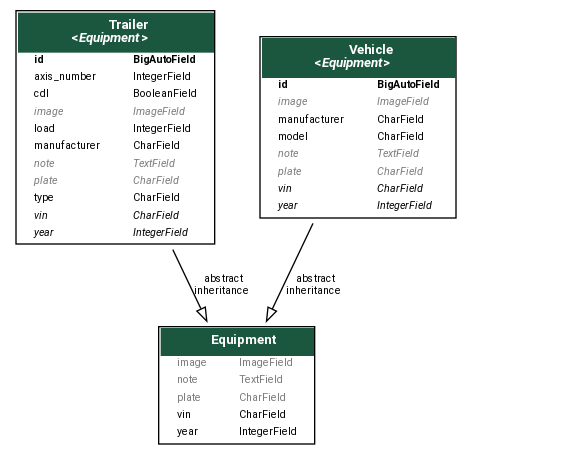 Trailer
<Equipment>
id BigAutoField
axis_number IntegerField
cdl BooleanField
image ImageField
load IntegerField
manufacturer CharField
note TextField
plate CharField
type CharField
vin CharField
year IntegerField
Vehicle
<Equipment>
id BigAutoField
image ImageField
manufacturer CharField
model CharField
note TextField
plate CharField
vin CharField
year IntegerField
abstract
inheritance
abstract
inheritance
Equipment
image ImageField
note TextField
plate CharField
vin CharField
year IntegerField